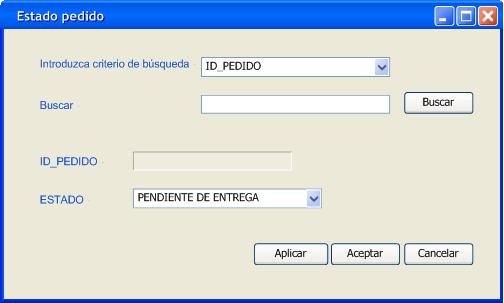 Estado pedido
Introduzca criterio de búsqueda
ID_PEDIDO
Buscar
Buscar
ID_PEDIDO
ESTADO
PENDIENTE DE ENTREGA
Aplicar
Aceptar
Cancelar